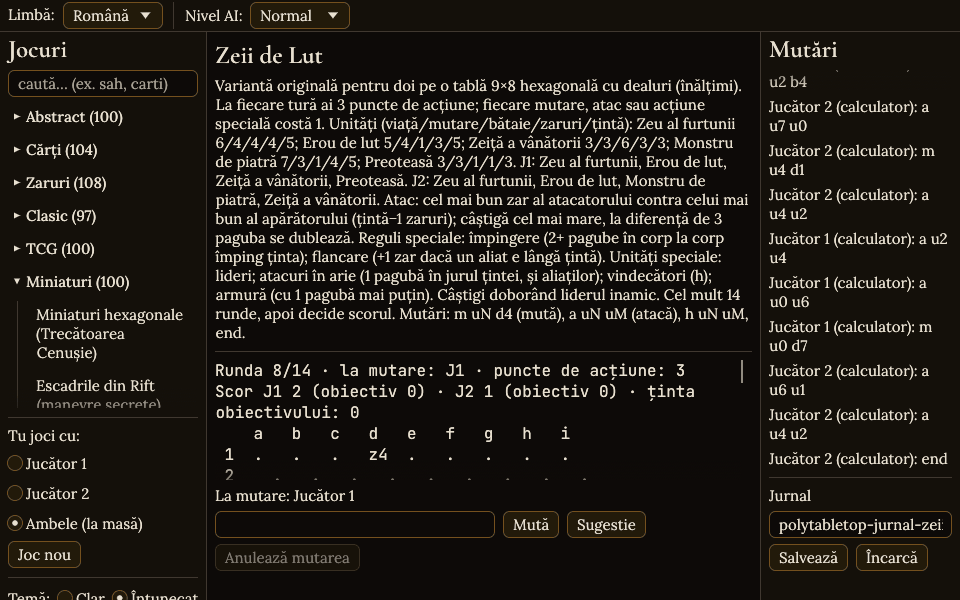 Limbă: Română Nivel AI: Normal
Jocuri
caută… (ex. sah, carti)
Abstract (100)
Cărți (104)
Zaruri (108)
Clasic (97)
TCG (100)
Miniaturi (100)
Miniaturi hexagonale
(Trecătoarea
Cenușie)
Escadrile din Rift
(manevre secrete)
Tu joci cu:
Jucător 1
Jucător 2
Ambele (la masă)
Joc nou
Temă: Clar Întunecat
Zeii de Lut
Variantă originală pentru doi pe o tablă 9×8 hexagonală cu dealuri (înălțimi).
La fiecare tură ai 3 puncte de acțiune; fiecare mutare, atac sau acțiune
specială costă 1. Unități (viață/mutare/bătaie/zaruri/țintă): Zeu al furtunii
6/4/4/4/5; Erou de lut 5/4/1/3/5; Zeiță a vânătorii 3/3/6/3/3; Monstru
de piatră 7/3/1/4/5; Preoteasă 3/3/1/1/3. J1: Zeu al furtunii, Erou de lut,
Zeiță a vânătorii, Preoteasă. J2: Zeu al furtunii, Erou de lut, Monstru de
piatră, Zeiță a vânătorii. Atac: cel mai bun zar al atacatorului contra celui mai
bun al apărătorului (țintă−1 zaruri); câștigă cel mai mare, la diferență de 3
paguba se dublează. Reguli speciale: împingere (2+ pagube în corp la corp
împing ținta); flancare (+1 zar dacă un aliat e lângă țintă). Unități speciale:
lideri; atacuri în arie (1 pagubă în jurul țintei, și aliaților); vindecători (h);
armură (cu 1 pagubă mai puțin). Câștigi doborând liderul inamic. Cel mult 14
runde, apoi decide scorul. Mutări: m uN d4 (mută), a uN uM (atacă), h uN uM,
end.
Runda 8/14 · la mutare: J1 · puncte de acțiune: 3
Scor J1 2 (obiectiv 0) · J2 1 (obiectiv 0) · ținta
obiectivului: 0
a b c d e f g h i
1 . . . z4 . . . . .
2 . . . . . . . . .
La mutare: Jucător 1
Mută Sugestie
Anulează mutarea
Mutări
u2 b4
Jucător 2 (calculator): a
u7 u0
Jucător 2 (calculator): m
u4 d1
Jucător 2 (calculator): a
u4 u2
Jucător 1 (calculator): a u2
u4
Jucător 1 (calculator): a
u0 u6
Jucător 1 (calculator): m
u0 d7
Jucător 2 (calculator): a
u6 u1
Jucător 2 (calculator): a
u4 u2
Jucător 2 (calculator): end
Jurnal
polytabletop-jurnal-zei
Salvează Încarcă